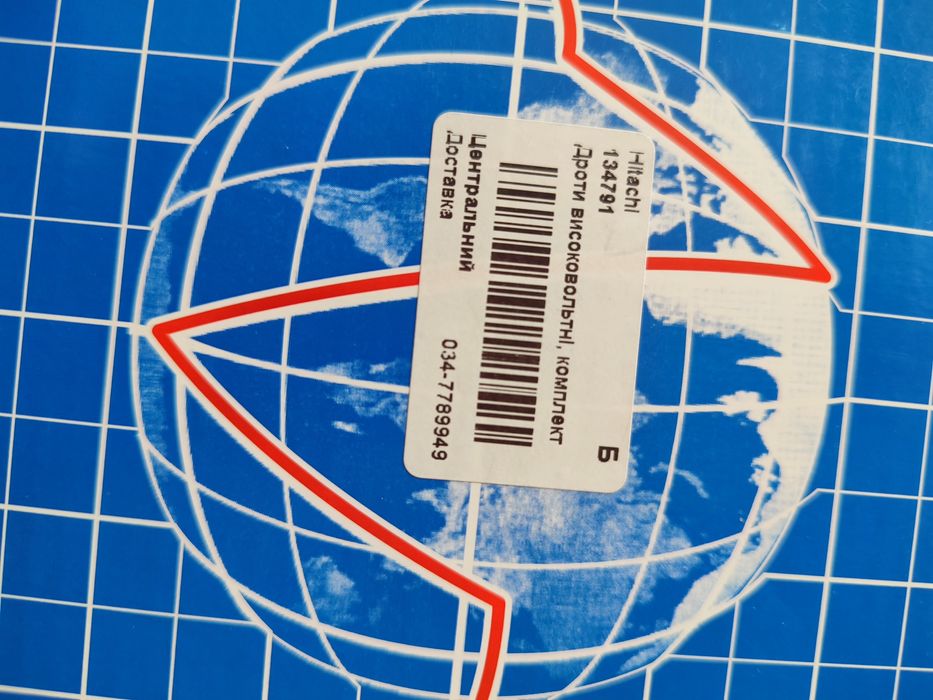 Hitachi
134791
Б
Дроти високовольтні, комплект
Центральний
Доставка
034-7789949